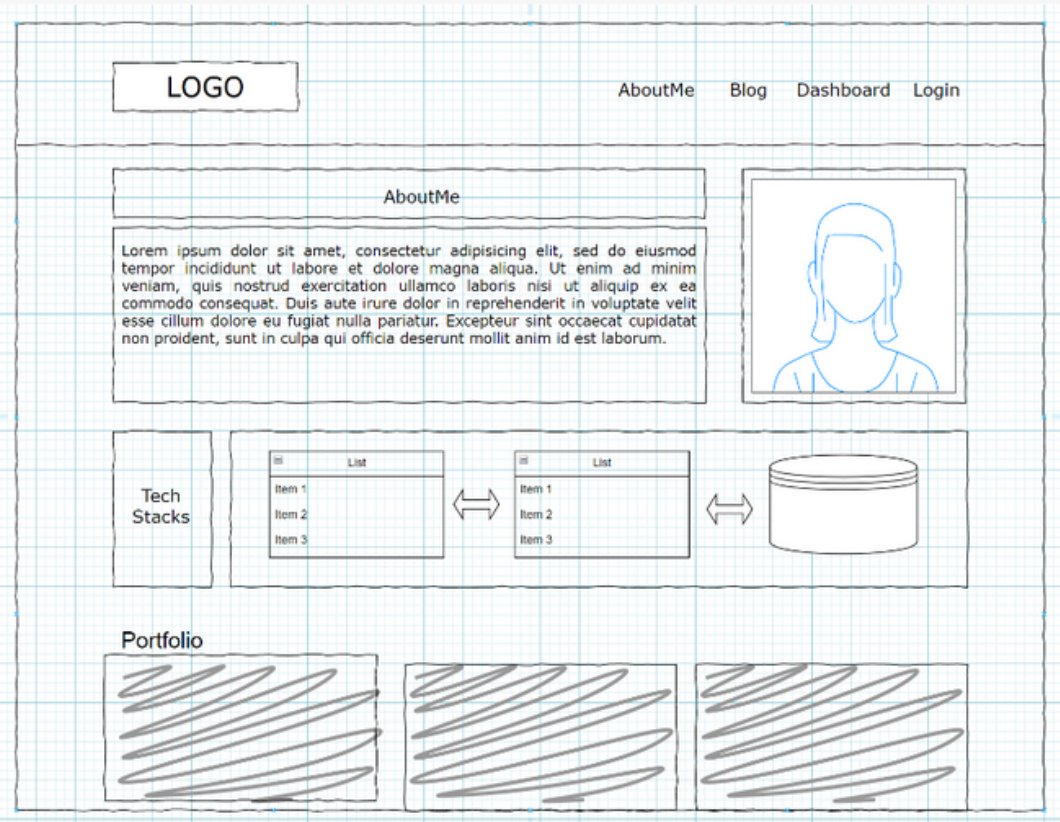 LOGO
AboutMe Blog Dashboard Login
AboutMe
Lorem ipsum dolor sit amet, consectetur adipisicing elit, sed do eiusmod
tempor incididunt ut labore et dolore magna aliqua. Ut enim ad minim
veniam, quis nostrud exercitation ullamco laboris nisi ut aliquip ex ea
commodo consequat. Duis aute irure dolor in reprehenderit in voluptate velit
esse cillum dolore eu fugiat nulla pariatur. Excepteur sint occaecat cupidatat
non proident, sunt in culpa qui officia deserunt mollit anim id est laborum.
Tech
Stacks
List
Item 1
Item 2
Item 3
List
Item 1
Item 2
Item 3
Portfolio